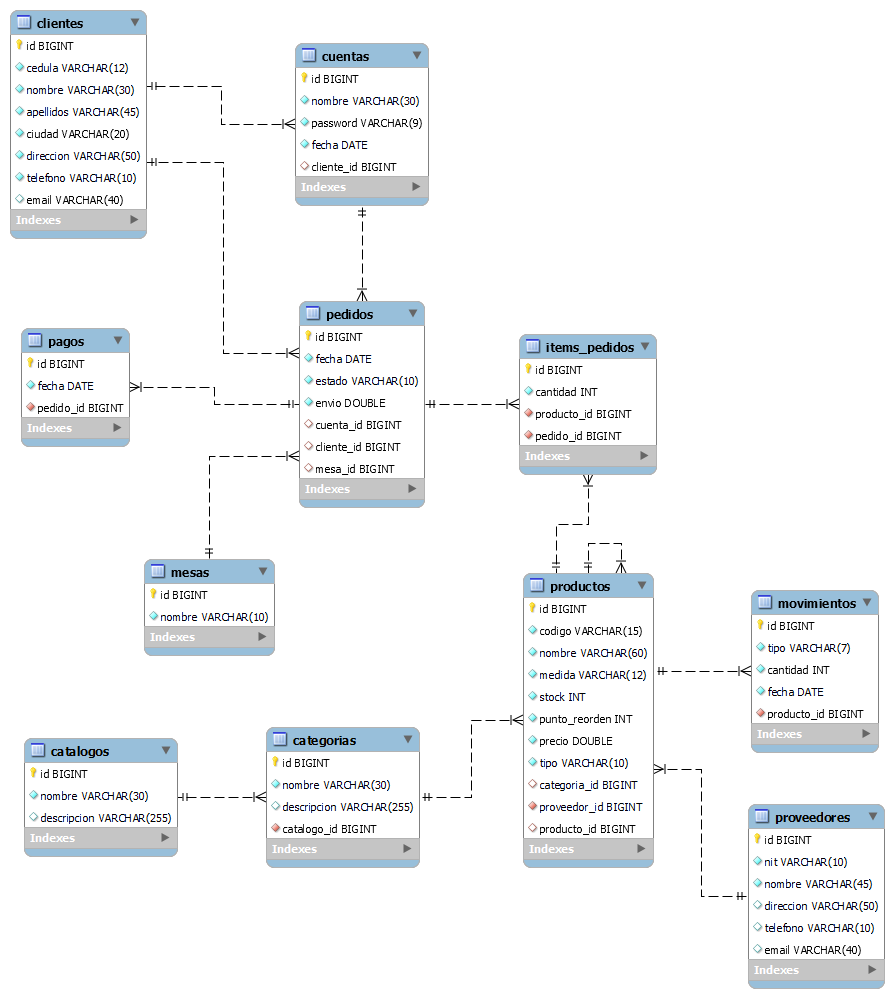 clientes
id BIGINT
cedula VARCHAR(12)
nombre VARCHAR(30)
apellidos VARCHAR(45)
ciudad VARCHAR(20)
direccion VARCHAR(50)
telefono VARCHAR(10)
email VARCHAR(40)
Indexes
cuentas
id BIGINT
nombre VARCHAR(30)
password VARCHAR(9)
fecha DATE
cliente_id BIGINT
Indexes
pagos
id BIGINT
fecha DATE
pedido_id BIGINT
Indexes
pedidos
id BIGINT
fecha DATE
estado VARCHAR(10)
envio DOUBLE
cuenta_id BIGINT
cliente_id BIGINT
mesa_id BIGINT
Indexes
items_pedidos
id BIGINT
cantidad INT
producto_id BIGINT
pedido_id BIGINT
Indexes
mesas
id BIGINT
nombre VARCHAR(10)
Indexes
productos
id BIGINT
codigo VARCHAR(15)
nombre VARCHAR(60)
medida VARCHAR(12)
stock INT
punto_reorden INT
precio DOUBLE
tipo VARCHAR(10)
categoria_id BIGINT
proveedor_id BIGINT
producto_id BIGINT
Indexes
movimientos
id BIGINT
tipo VARCHAR(7)
cantidad INT
fecha DATE
producto_id BIGINT
Indexes
catalogos
id BIGINT
nombre VARCHAR(30)
descripcion VARCHAR(255)
Indexes
categorias
id BIGINT
nombre VARCHAR(30)
descripcion VARCHAR(255)
catalogo_id BIGINT
Indexes
proveedores
id BIGINT
nit VARCHAR(10)
nombre VARCHAR(45)
direccion VARCHAR(50)
telefono VARCHAR(10)
email VARCHAR(40)
Indexes